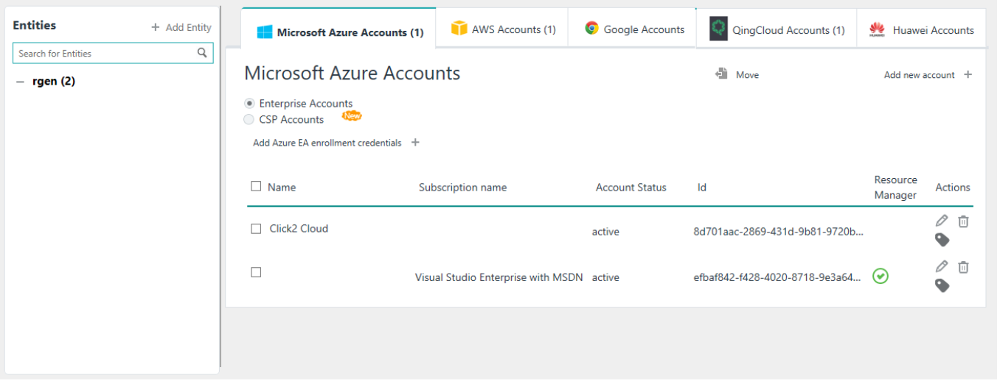 Entities
+ Add Entity
Search for Entities
rgen (2)
Microsoft Azure Accounts (1)
AWS Accounts (1)
Google Accounts
QingCloud Accounts (1)
HUAWEI
Huawei Accounts
Microsoft Azure Accounts
Move
Add new account +
Enterprise Accounts
CSP Accounts
New
Add Azure EA enrollment credentials +
Name
Subscription name
Account Status
Id
Resource
Manager
Actions
Click2 Cloud
active
8d701aac-2869-431d-9b81-9720b...
Visual Studio Enterprise with MSDN
active
efbaf842-f428-4020-8718-9e3a64...